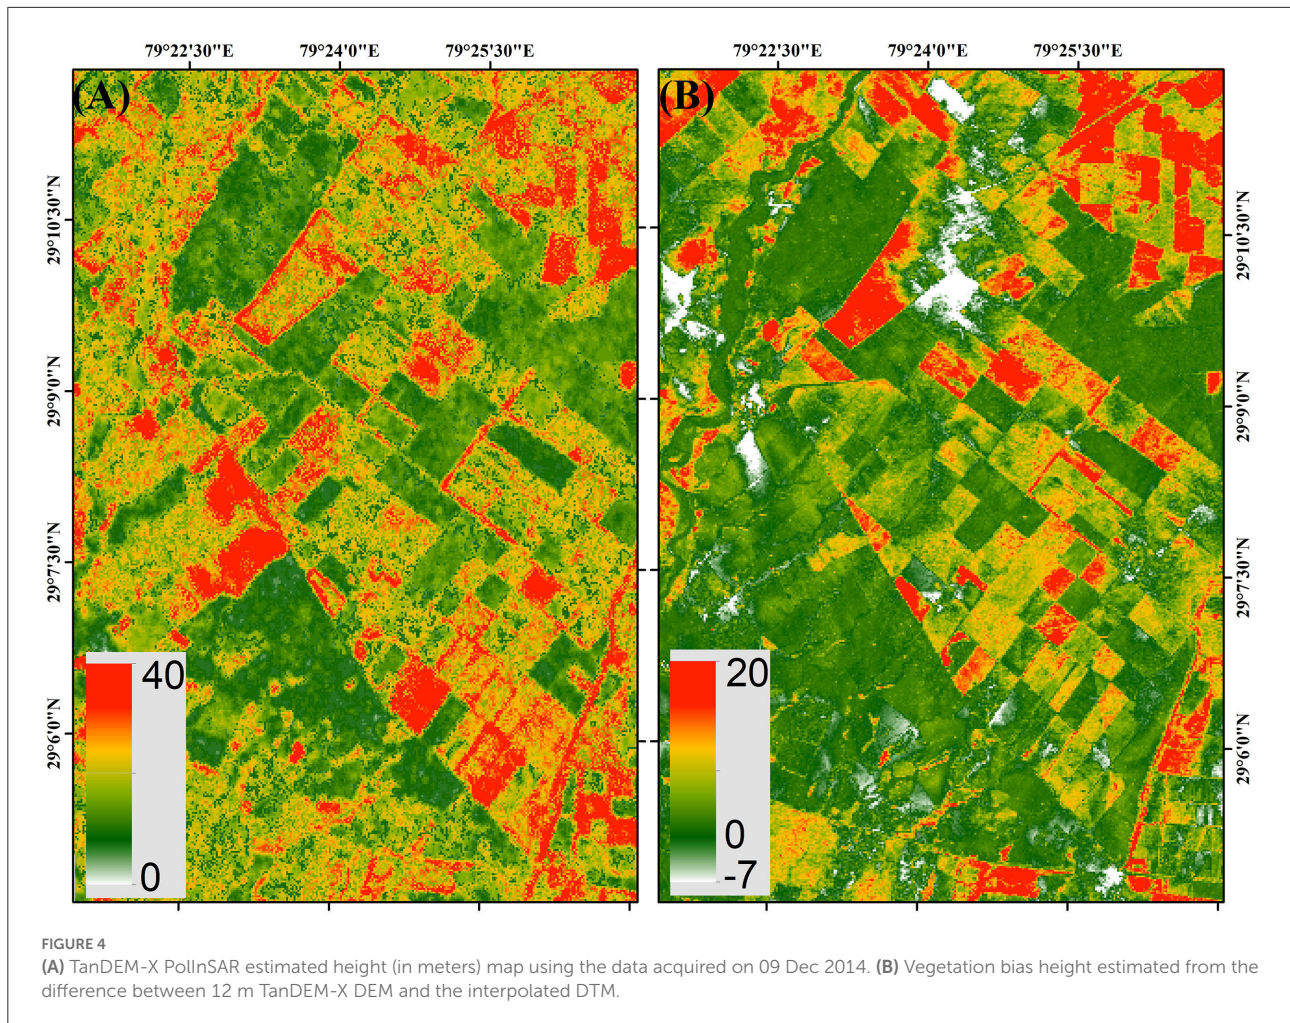 79°22'30"E 79°24'0"E 79°25'30"E
79°22'30"E 79°24'0"E 79°25'30"E
(A)
(B)
29°10'30"N
29°9'0"N
29°7'30"N
29°6'0"N
29°10'30"N
29°9'0"N
29°7'30"N
29°6'0"N
40
0
20
0
-7
FIGURE 4
(A) TanDEM-X PolInSAR estimated height (in meters) map using the data acquired on 09 Dec 2014. (B) Vegetation bias height estimated from the
difference between 12 m TanDEM-X DEM and the interpolated DTM.